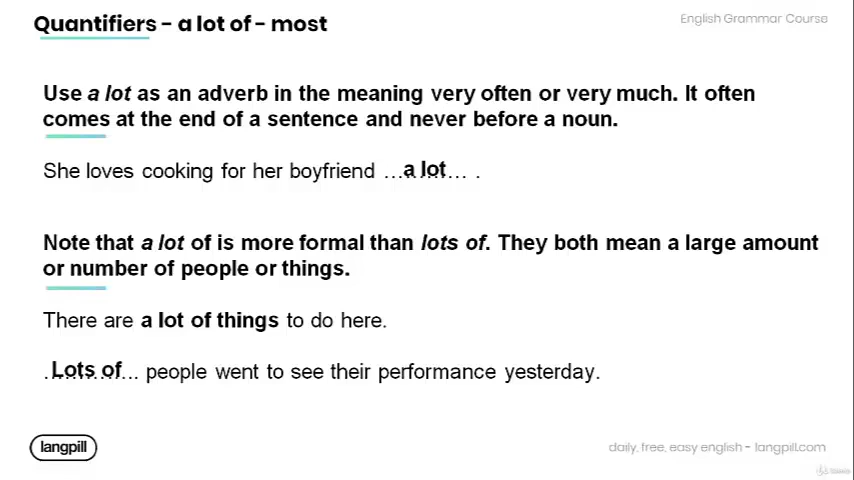 Quantifiers - a lot of - most
English Grammar Course
Use a lot as an adverb in the meaning very often or very much. It often
comes at the end of a sentence and never before a noun.
She loves cooking for her boyfriend …a lot… .
Note that a lot of is more formal than lots of. They both mean a large amount
or number of people or things.
There are a lot of things to do here.
.Lots of... people went to see their performance yesterday.
langpill
daily, free, easy english - langpill.com
Udemy